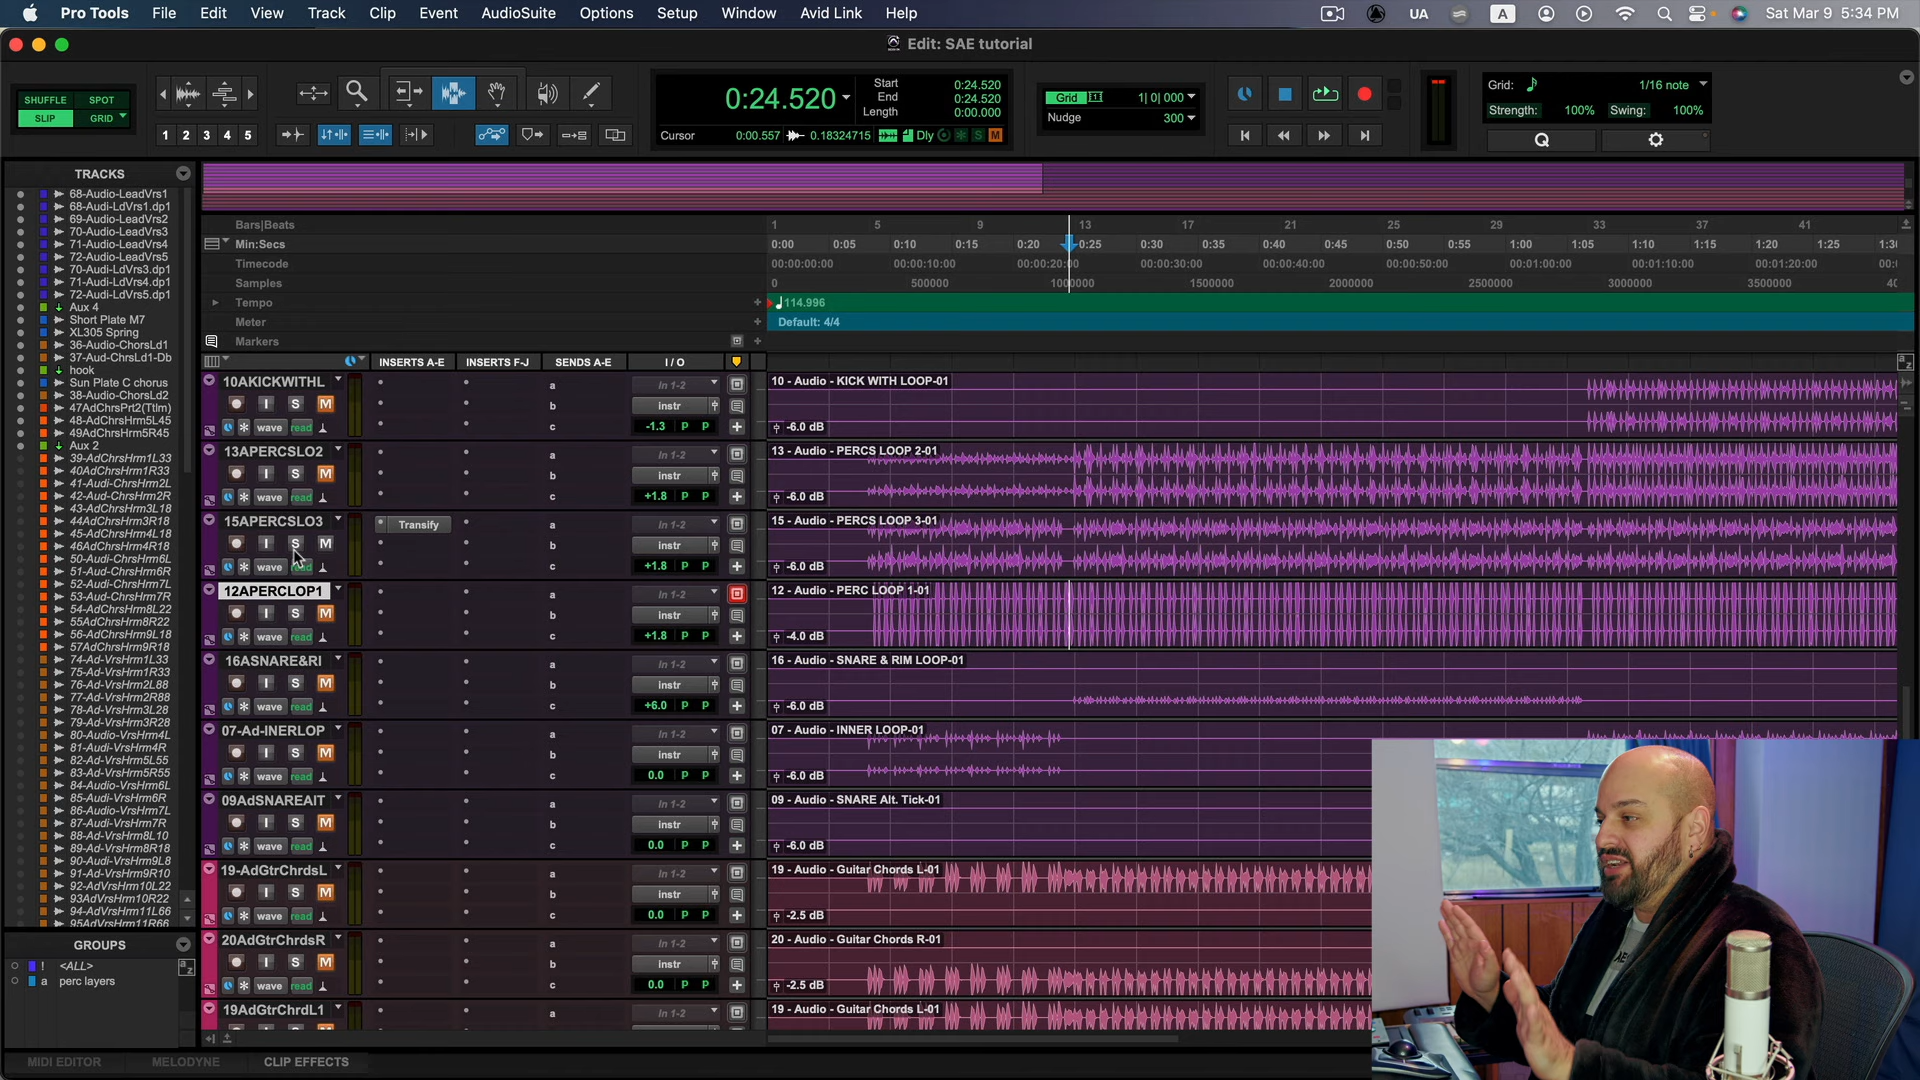 Pro Tools File Edit View Track Clip Event AudioSuite Options Setup Window Avid Link Help UA A Sat Mar 9 5:34 PM
Edit: SAE tutorial
SHUFFLE SPOT
SLIP GRID
1 2 3 4 5
0:24.520
Start 0:24.520
End 0:24.520
Length 0:00.000
Cursor 0:00.557 0.18324715 Dly S M
Grid 1| 0| 000
Nudge 300
Grid: 1/16 note
Strength: 100% Swing: 100%
Q
TRACKS
68-Audio-LeadVrs1
68-Audi-LdVrs1.dp1
69-Audio-LeadVrs2
70-Audio-LeadVrs3
71-Audio-LeadVrs4
72-Audio-LeadVrs5
70-Audi-LdVrs3.dp1
71-Audi-LdVrs4.dp1
72-Audi-LdVrs5.dp1
Aux 4
Short Plate M7
XL305 Spring
36-Audio-ChorsLd1
37-Aud-ChrsLd1-Db
hook
Sun Plate C chorus
38-Audio-ChorsLd2
47AdChrsPrt2(Ttlm)
48-AudChrsHrm5L45
49AdChrsHrm5R45
Aux 2
39-AdChrsHrm1L33
40AdChrsHrm1R33
41-Aud-ChrsHrm2L
42-Aud-ChrsHrm2R
43-AdChrsHrm3L18
44AdChrsHrm3R18
45-AdChrsHrm4L18
46AdChrsHrm4R18
50-Audi-ChrsHrm6L
51-Aud-ChrsHrm6R
52-Aud-ChrsHrm7L
53-Aud-ChrsHrm7R
54-AdChrsHrm8L22
55AdChrsHrm8R22
56-AdChrsHrm9L18
57AdChrsHrm9R18
74-Ad-VrsHrm1L33
75-Ad-VrsHrm1R33
76-Ad-VrsHrm2L88
77-Ad-VrsHrm2R88
78-Ad-VrsHrm3L28
79-Ad-VrsHrm3R28
80-Audio-VrsHrm4L
81-Audi-VrsHrm4R
82-Ad-VrsHrm5L55
83-Ad-VrsHrm5R55
84-Audio-VrsHrm6L
85-Audi-VrsHrm6R
86-Audio-VrsHrm7L
87-Audi-VrsHrm7R
88-Ad-VrsHrm8L10
89-Ad-VrsHrm8R18
90-Audi-VrsHrm9L8
91-Ad-VrsHrm9R10
92-AdVrsHrm10L22
93AdVrsHrm10R22
94-AdVrsHrm11L66
95AdVrsHrm11R66
GROUPS
! <ALL>
a perc layers
Bars|Beats 1 5 9 13 17 21 25 29 33 37 41
Min:Secs 0:00 0:05 0:10 0:15 0:20 0:25 0:30 0:35 0:40 0:45 0:50 0:55 1:00 1:05 1:10 1:15 1:20 1:25
Timecode 00:00:00:00 00:00:10:00 00:00:20:00 00:00:30:00 00:00:40:00 00:00:50:00 00:01:00:00 00:01:10:00 00:01:20:00
Samples 0 500000 1000000 1500000 2000000 2500000 3000000 3500000
Tempo 114.996
Meter Default: 4/4
Markers
INSERTS A-E INSERTS F-J SENDS A-E I / O
10AKICKWITHL a In 1-2 10 - Audio - KICK WITH LOOP-01
I S M b instr
wave read c -1.3 P P -6.0 dB
13APERCSLO2 a In 1-2 13 - Audio - PERCS LOOP 2-01
I S M b instr
wave read c +1.8 P P -6.0 dB
15APERCSLO3 Transify a In 1-2 15 - Audio - PERCS LOOP 3-01
I S M b instr
wave read c +1.8 P P -6.0 dB
12APERCLOP1 a In 1-2 12 - Audio - PERC LOOP 1-01
I S M b instr
wave read c +1.8 P P -4.0 dB
16ASNARE&RI a In 1-2 16 - Audio - SNARE & RIM LOOP-01
I S M b instr
wave read c +6.0 P P -6.0 dB
07-Ad-INERLOP a In 1-2 07 - Audio - INNER LOOP-01
I S M b instr
wave read c 0.0 P P -6.0 dB
09AdSNAREAIT a In 1-2 09 - Audio - SNARE Alt. Tick-01
I S M b instr
wave read c 0.0 P P -6.0 dB
19-AdGtrChrdsL a In 1-2 19 - Audio - Guitar Chords L-01
I S M b instr
wave read c 0.0 P P -2.5 dB
20AdGtrChrdsR a In 1-2 20 - Audio - Guitar Chords R-01
I S M b instr
wave read c 0.0 P P -2.5 dB
19AdGtrChrdL1 a In 1-2 19 - Audio - Guitar Chords L-01
MIDI EDITOR MELODYNE CLIP EFFECTS